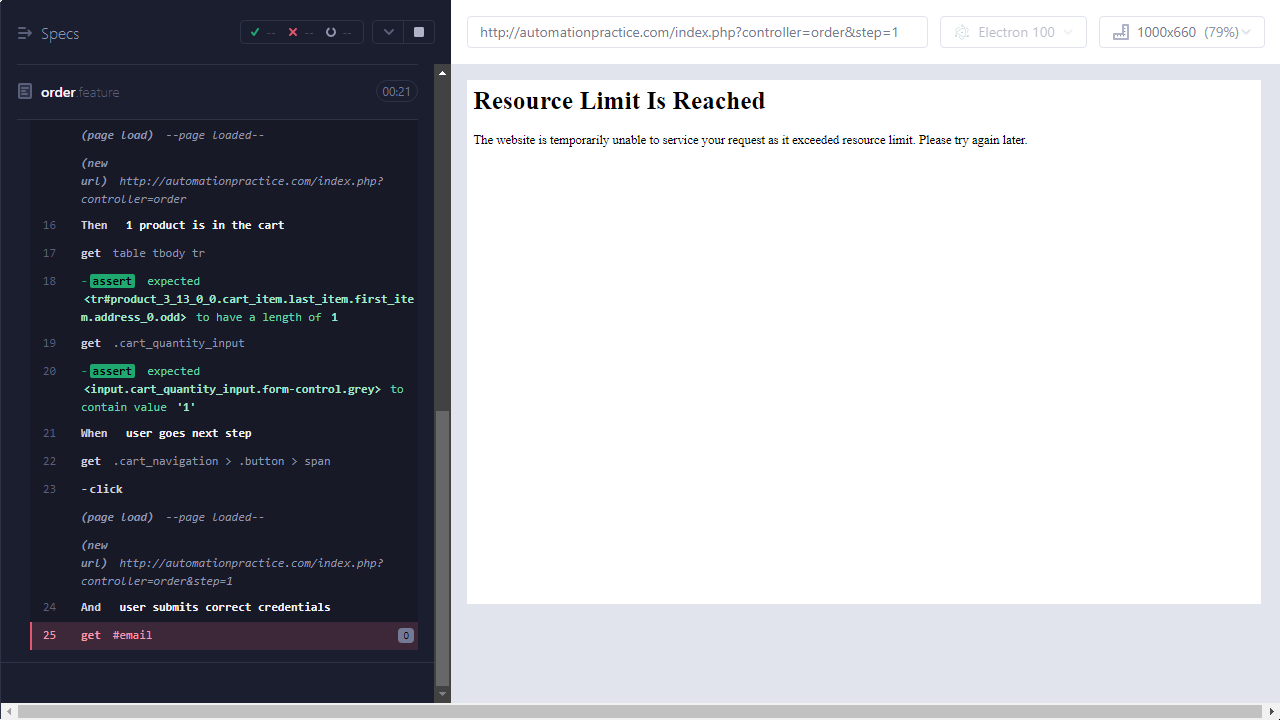 Specs
--
--
--
http://automationpractice.com/index.php?controller=order&step=1
Electron 100
1000x660 (79%)
order.feature
00:21
(page load) --page loaded--
(new
url) http://automationpractice.com/index.php?
controller=order
16 Then 1 product is in the cart
17 get table tbody tr
18 -assert expected
<tr#product_3_13_0_0.cart_item.last_item.first_ite
m.address_0.odd> to have a length of 1
19 get .cart_quantity_input
20 -assert expected
<input.cart_quantity_input.form-control.grey> to
contain value '1'
21 When user goes next step
22 get .cart_navigation > .button > span
23 -click
(page load) --page loaded--
(new
url) http://automationpractice.com/index.php?
controller=order&step=1
24 And user submits correct credentials
25 get #email 0
Resource Limit Is Reached
The website is temporarily unable to service your request as it exceeded resource limit. Please try again later.